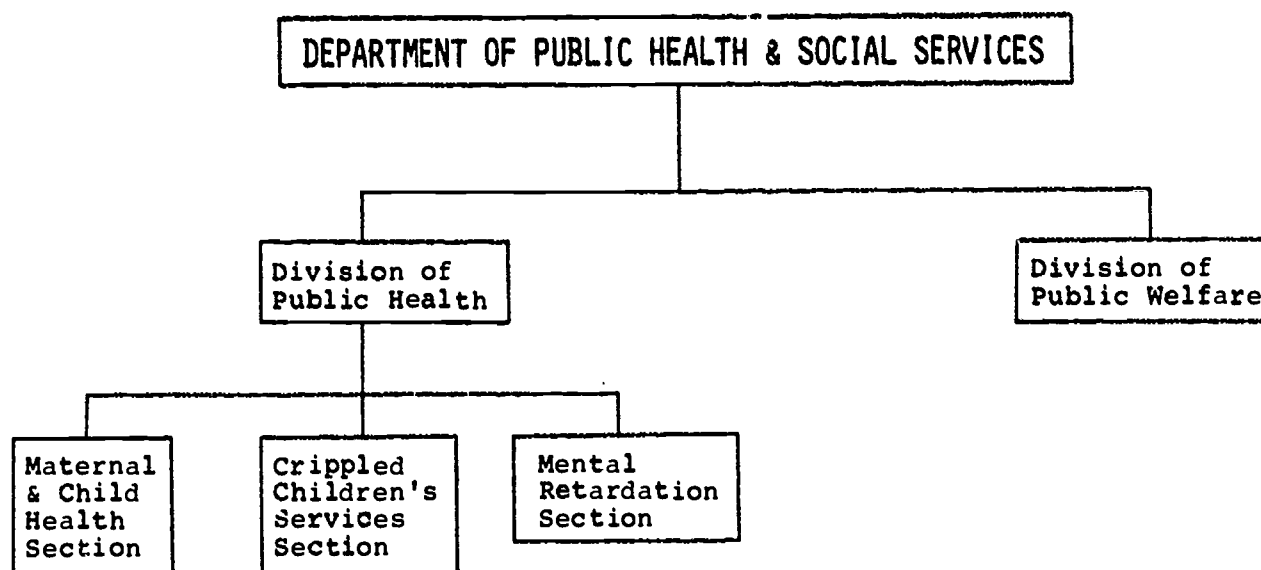 DEPARTMENT OF PUBLIC HEALTH & SOCIAL SERVICES
Division of
Public Health
Division of
Public Welfare
Maternal
& Child
Health
Section
Crippled
Children's
Services
Section
Mental
Retardation
Section